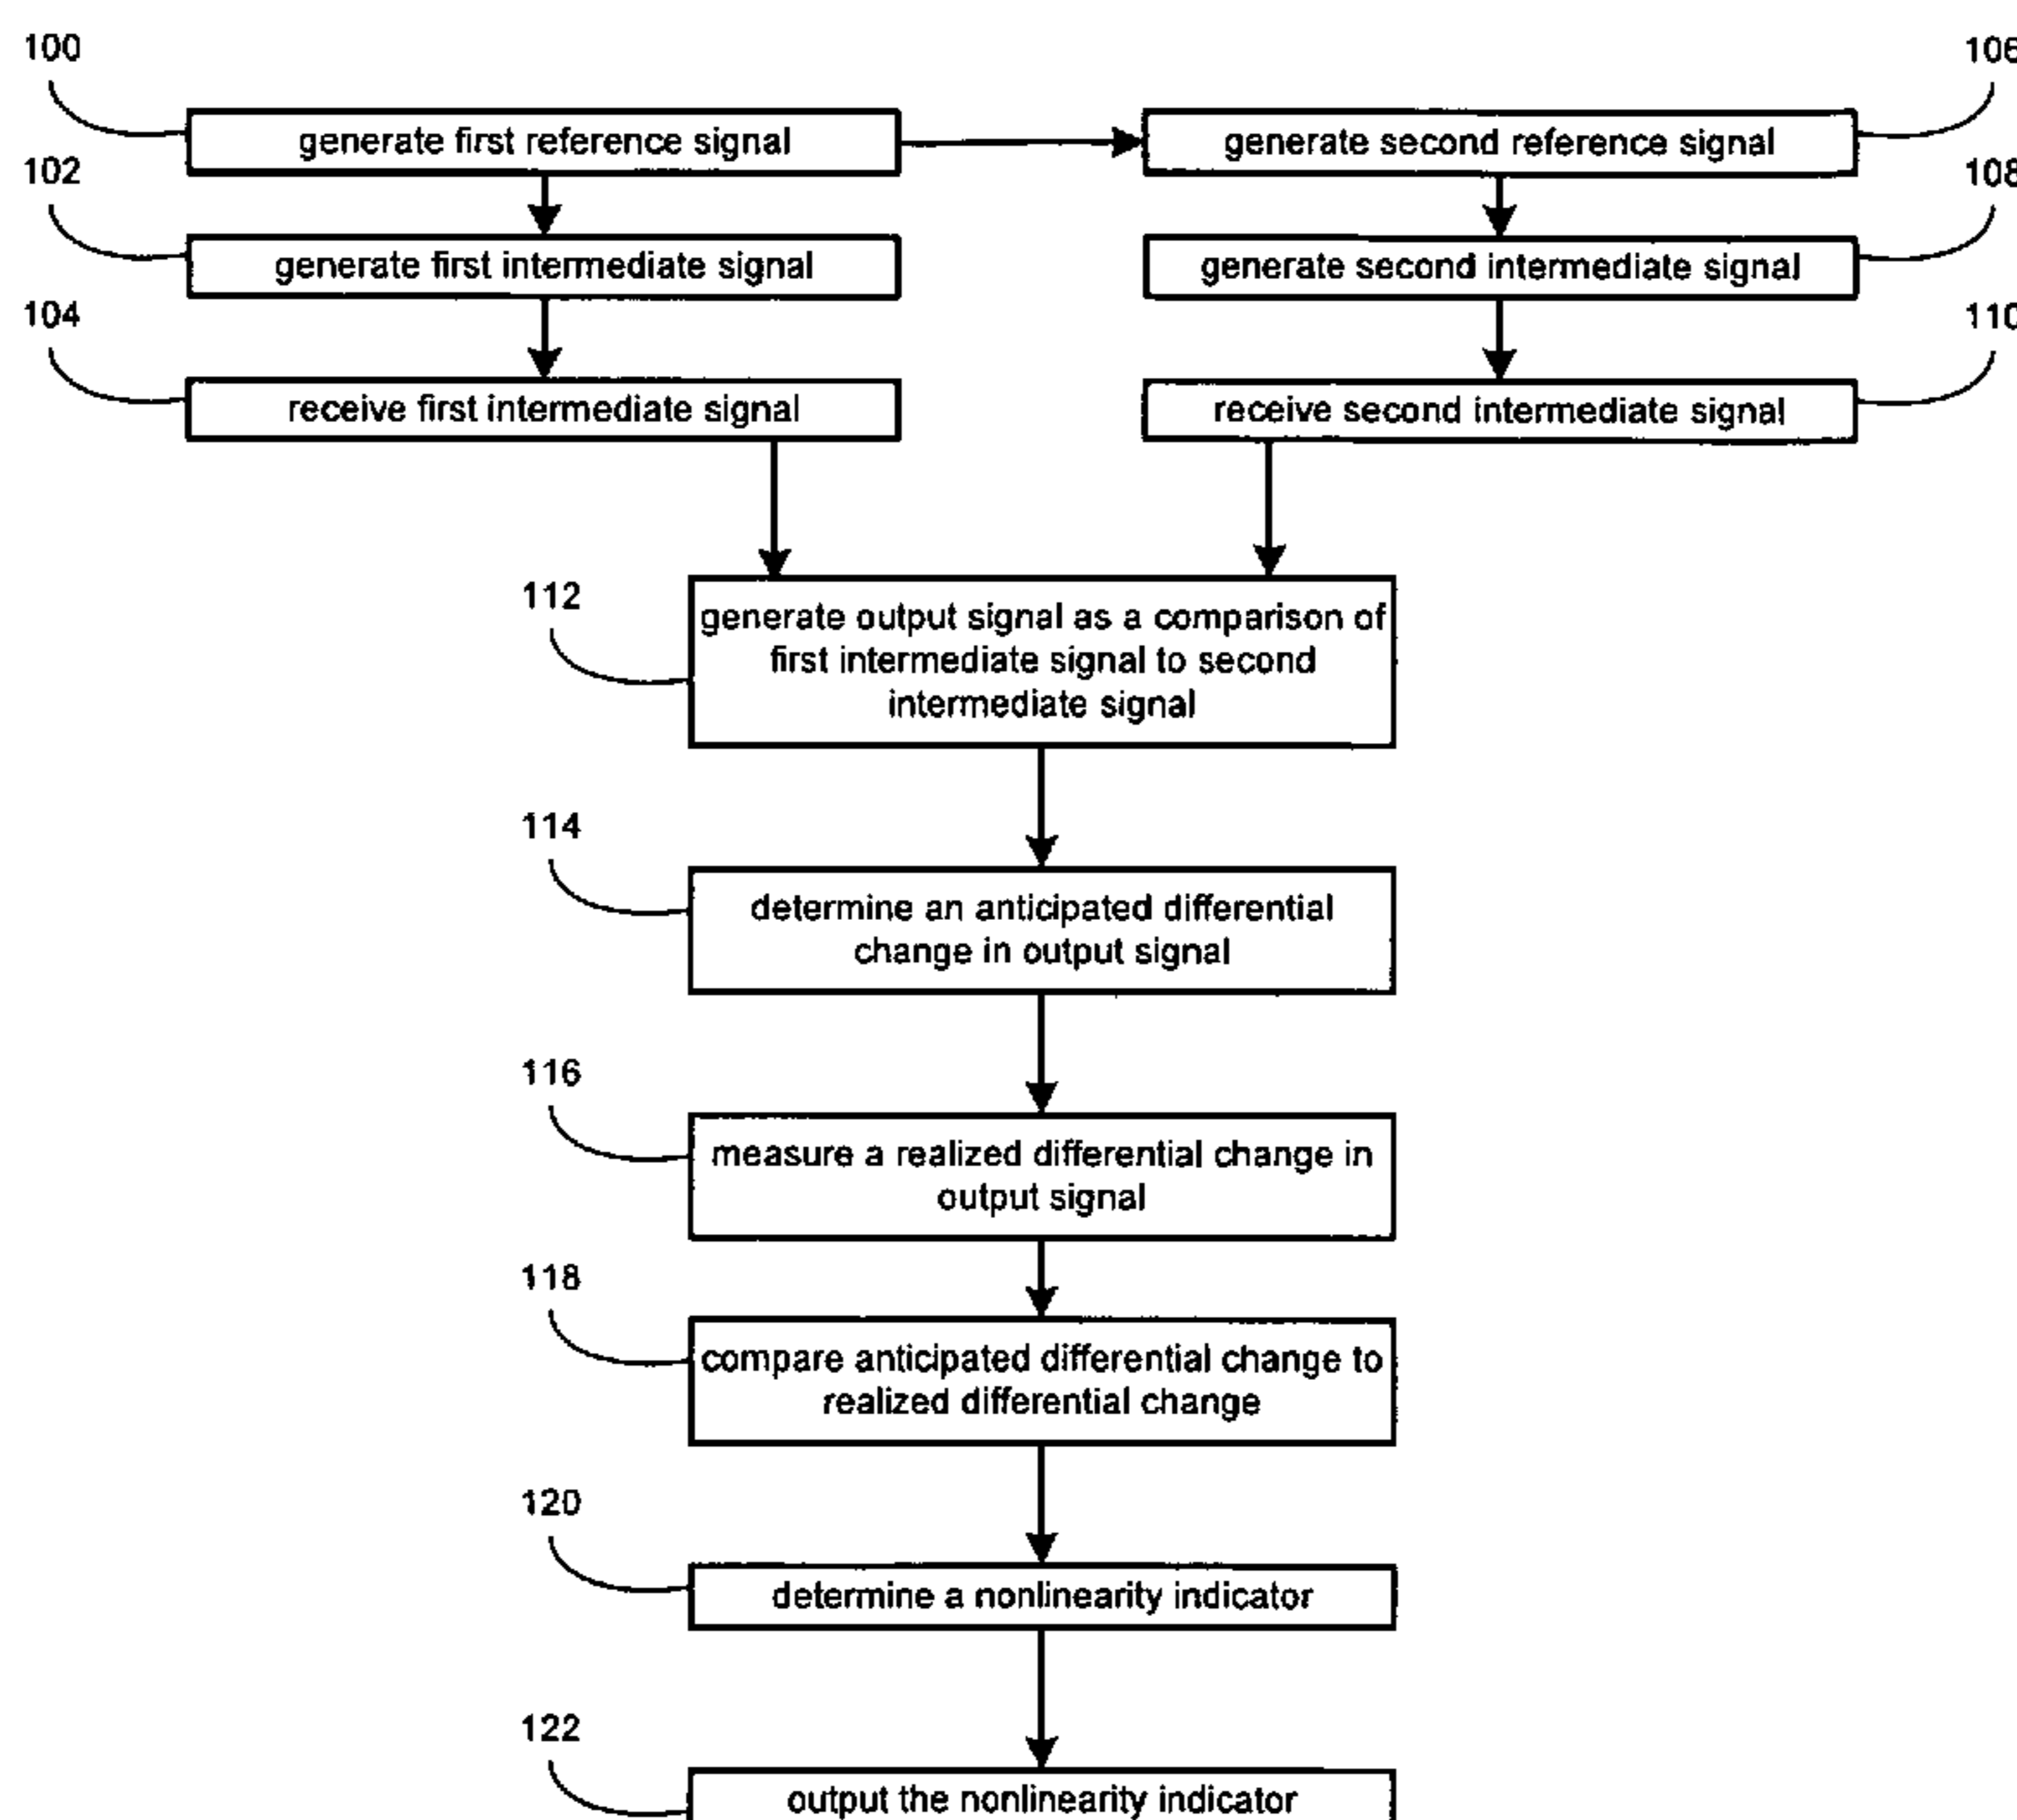 100
106
generate first reference signal
generate second reference signal
102
108
generate first intermediate signal
generate second intermediate signal
104
110
receive first intermediate signal
receive second intermediate signal
112
generate output signal as a comparison of
first intermediate signal to second
intermediate signal
114
determine an anticipated differential
change in output signal
116
measure a realized differential change in
output signal
118
compare anticipated differential change to
realized differential change
120
determine a nonlinearity indicator
122
output the nonlinearity indicator